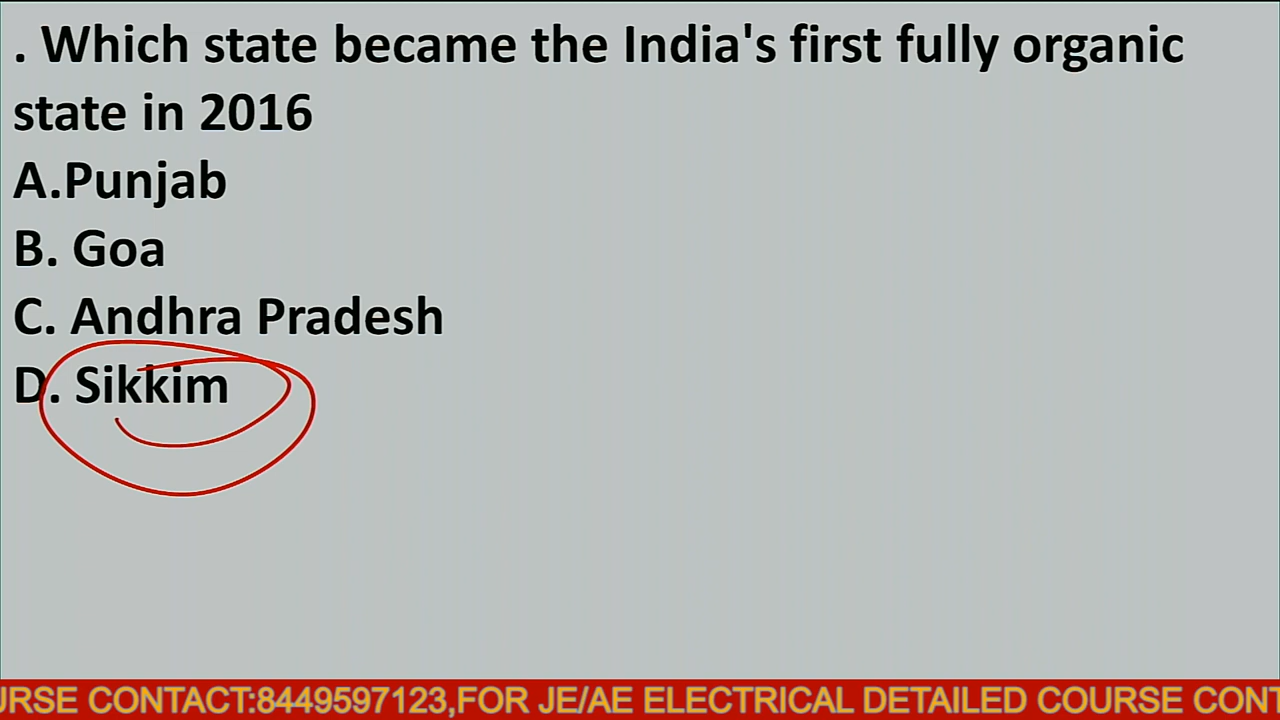 . Which state became the India's first fully organic
state in 2016
A.Punjab
B. Goa
C. Andhra Pradesh
D. Sikkim
URSE CONTACT:8449597123,FOR JE/AE ELECTRICAL DETAILED COURSE CONT